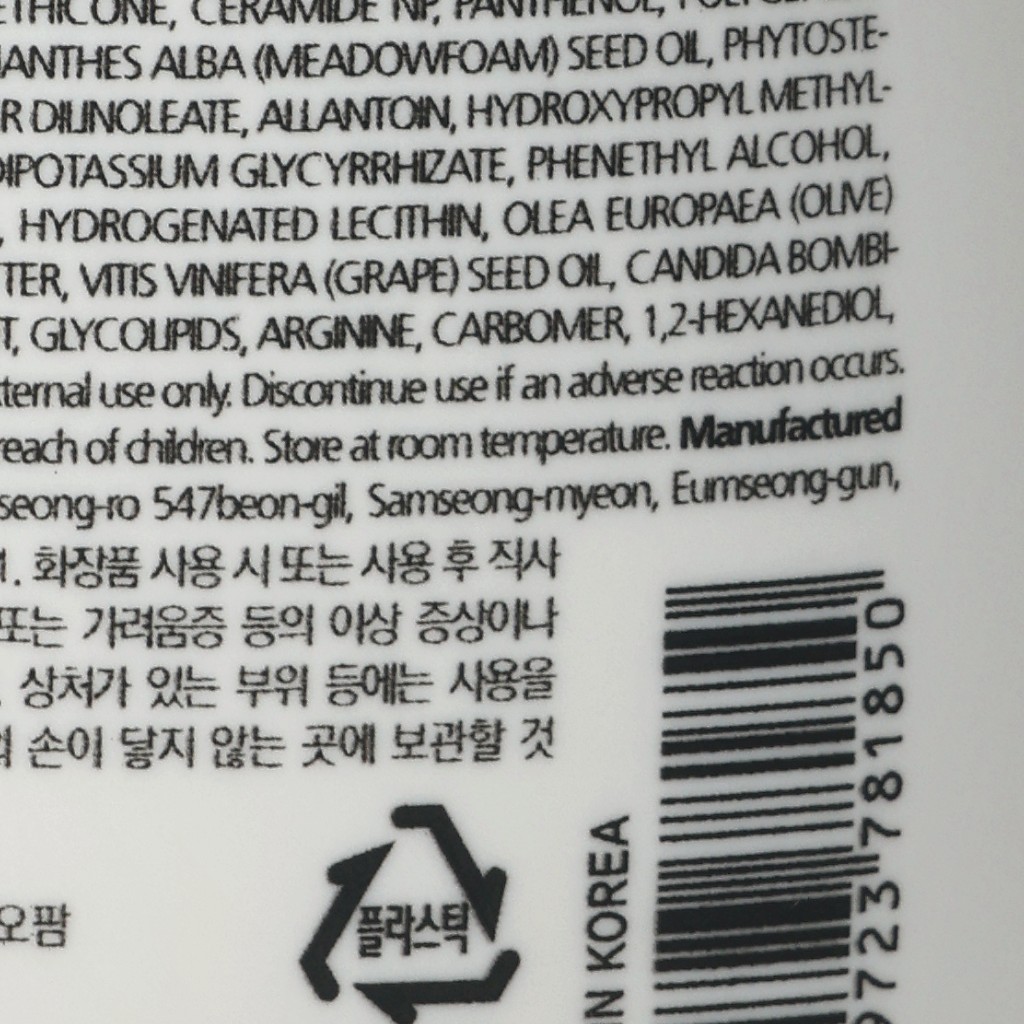 CERAMIDE NP, PANTHENOL,
ALBA (MEADOWFOAM) SEED OIL, PHYTOSTE-
R DILINOLEATE, ALLANTOIN, HYDROXYPROPYL METHYL-
DIPOTASSIUM GLYCYRRHIZATE, PHENETHYL ALCOHOL,
, HYDROGENATED LECITHIN, OLEA EUROPAEA (OLIVE)
TER, VITIS VINIFERA (GRAPE) SEED OIL, CANDIDA BOMBI-
T, GLYCOLIPIDS, ARGININE, CARBOMER, 1,2-HEXANEDIOL,
ternal use only. Discontinue use if an adverse reaction occurs.
reach of children. Store at room temperature. Manufactured
seong-ro 547beon-gil, Samseong-myeon, Eumseong-gun,
1. 화장품 사용 시 또는 사용 후 직사
또는 가려움증 등의 이상 증상이나
상처가 있는 부위 등에는 사용을
손이 닿지 않는 곳에 보관할 것
오팜
플라스틱
IN KOREA
9723 781850